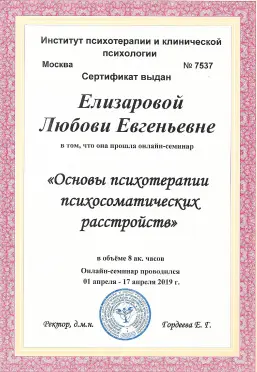 Институт психотерапии и клинической
психологии
Москва № 7537
Сертификат выдан
Елизаровой
Любови Евгеньевне
в том, что она прошла онлайн-семинар
«Основы психотерапии
психосоматических
расстройств»
в объёме 8 ак. часов
Онлайн-семинар проводился
01 апреля - 17 апреля 2019 г.
Ректор, д.м.н. Гордеева Е. Г.